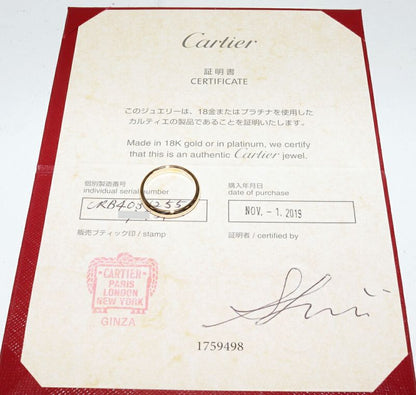 Cartier
証明書
CERTIFICATE
このジュエリーは、18金またはプラチナを使用した
カルティエの製品であることを証明いたします。
Made in 18K gold or in platinum, we certify
that this is an authentic Cartier jewel.
個別製造番号
individual serial number
購入年月日
date of purchase
NOV. - 1. 2019
販売ブティック印 / stamp
証明者 / certified by
CARTIER
PARIS
LONDON
NEW YORK
GINZA
1759498